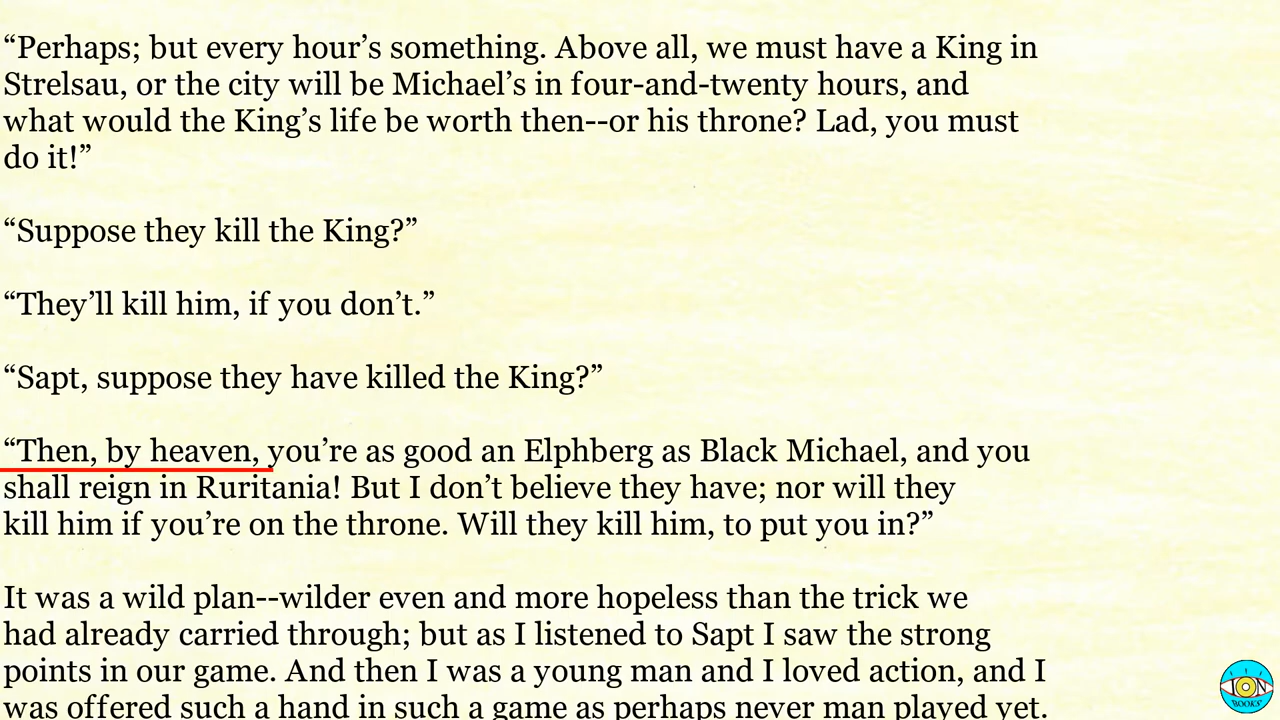 “Perhaps; but every hour’s something. Above all, we must have a King in
Strelsau, or the city will be Michael’s in four-and-twenty hours, and
what would the King’s life be worth then--or his throne? Lad, you must
do it!”
“Suppose they kill the King?”
“They’ll kill him, if you don’t.”
“Sapt, suppose they have killed the King?”
“Then, by heaven, you’re as good an Elphberg as Black Michael, and you
shall reign in Ruritania! But I don’t believe they have; nor will they
kill him if you’re on the throne. Will they kill him, to put you in?”
It was a wild plan--wilder even and more hopeless than the trick we
had already carried through; but as I listened to Sapt I saw the strong
points in our game. And then I was a young man and I loved action, and I
was offered such a hand in such a game as perhaps never man played yet.
ION
BOOKS